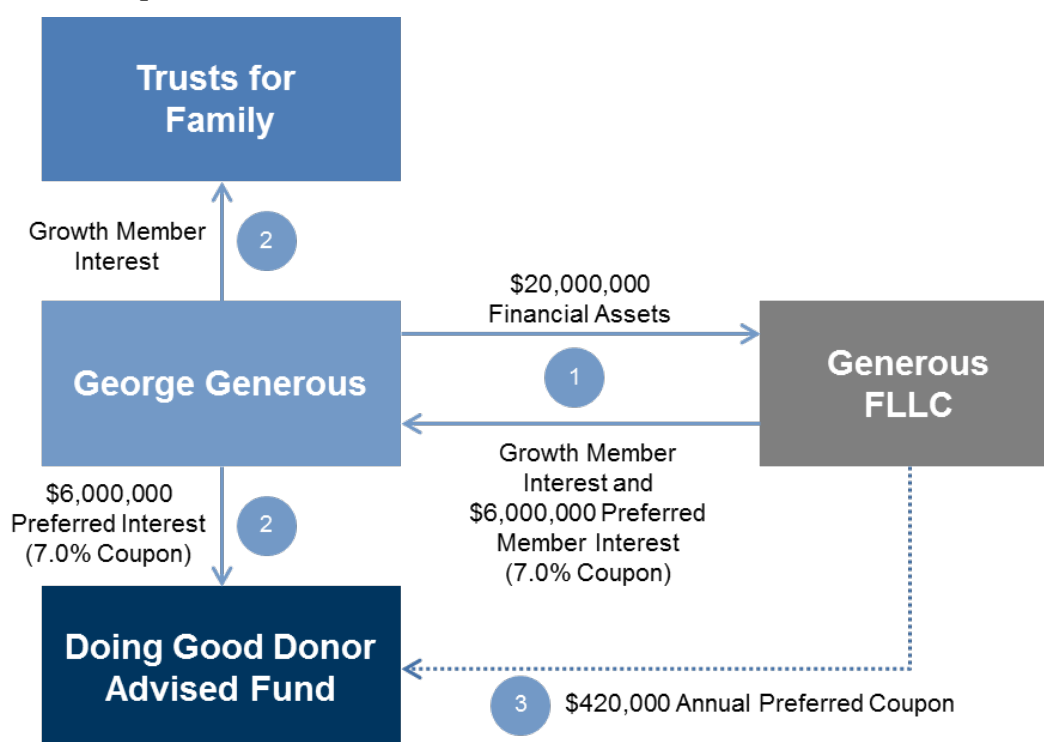 Trusts for
Family
Growth Member
Interest
2
$20,000,000
Financial Assets
George Generous
1
Generous
FLLC
Growth Member
Interest and
$6,000,000 Preferred
Member Interest
(7.0% Coupon)
$6,000,000
Preferred Interest
(7.0% Coupon)
2
Doing Good Donor
Advised Fund
3
$420,000 Annual Preferred Coupon